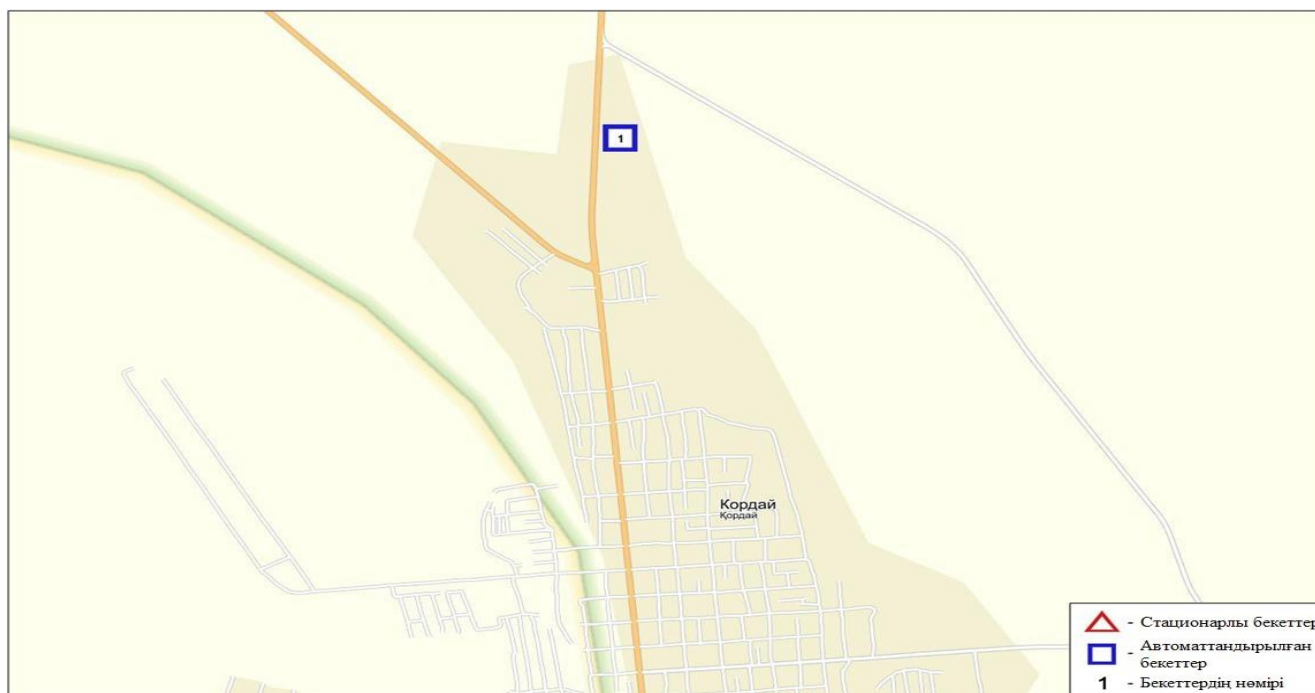 1
Кордай
Қордай
- Стационарлы бекеттер
- Автоматтандырылған
бекеттер
1 - Бекеттердің нөмірі